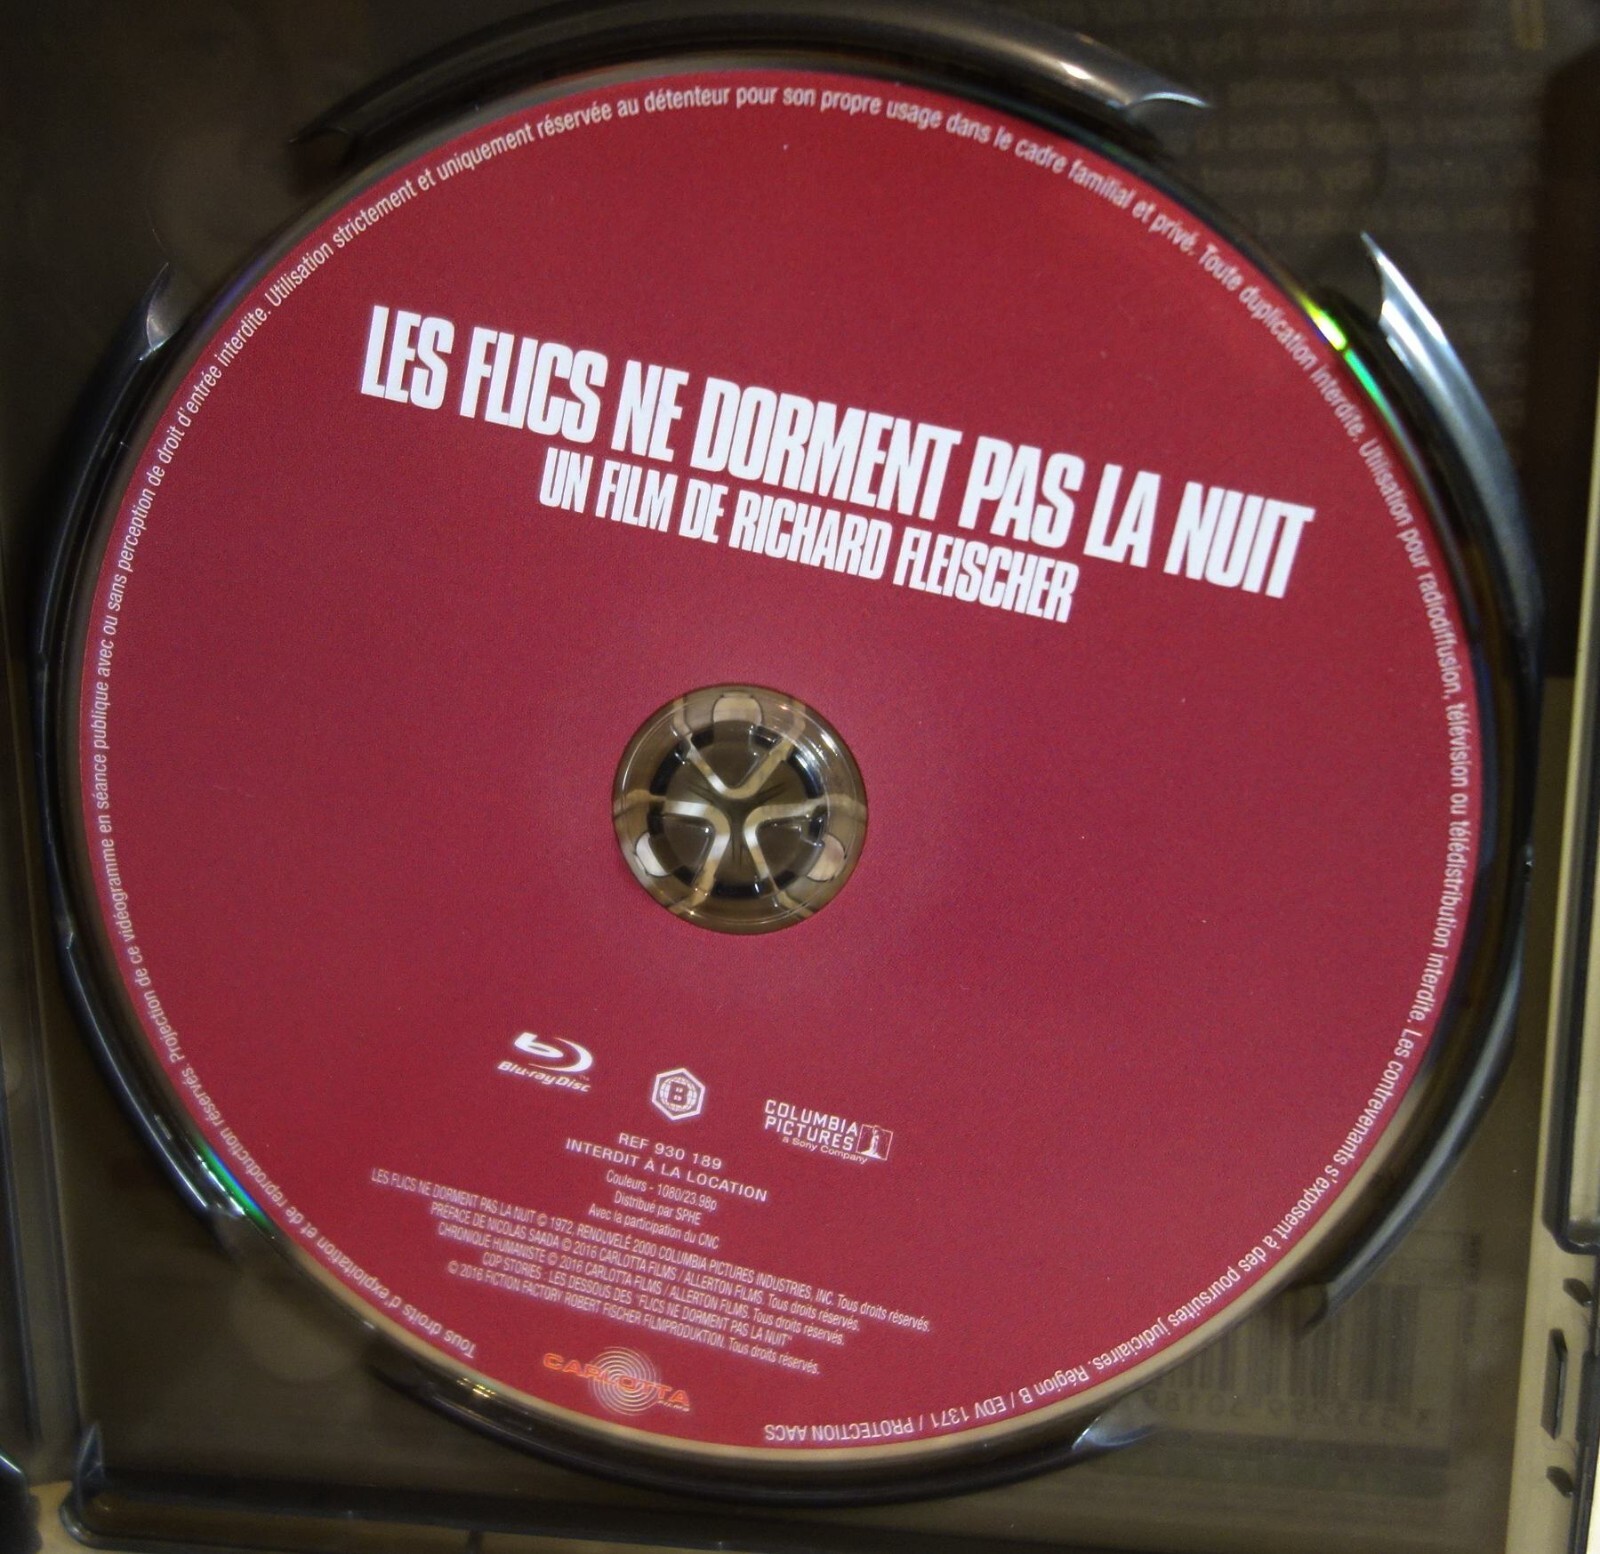 LES FLICS NE DORMENT PAS LA NUIT
UN FILM DE RICHARD FLEISCHER
Blu-ray Disc™
B
COLUMBIA
PICTURES
a Sony Company
REF 930 189
INTERDIT À LA LOCATION
Couleurs - 1080/23.98p
Distribué par SPHE
Avec la participation du CNC
LES FLICS NE DORMENT PAS LA NUIT © 1972, RENOUVELÉ 2000 COLUMBIA PICTURES INDUSTRIES, INC. Tous droits réservés.
PRÉFACE DE NICOLAS SAADA © 2016 CARLOTTA FILMS / ALLERTON FILMS. Tous droits réservés.
CHRONIQUE HUMANISTE © 2016 CARLOTTA FILMS / ALLERTON FILMS. Tous droits réservés.
COP STORIES : LES DESSOUS DES "FLICS NE DORMENT PAS LA NUIT"
© 2016 FICTION FACTORY ROBERT FISCHER FILMPRODUKTION. Tous droits réservés.
CARLOTTA
FILMS
Tous droits d'exploitation et de reproduction réservés. Projection de ce vidéogramme en séance publique avec ou sans perception de droit d'entrée interdite. Utilisation strictement et uniquement réservée au détenteur pour son propre usage dans le cadre familial et privé. Toute duplication interdite. Utilisation pour radiodiffusion, télévision ou télédistribution interdite. Les contrevenants s'exposent à des poursuites judiciaires. Région B / EDV 1371 / PROTECTION AACS